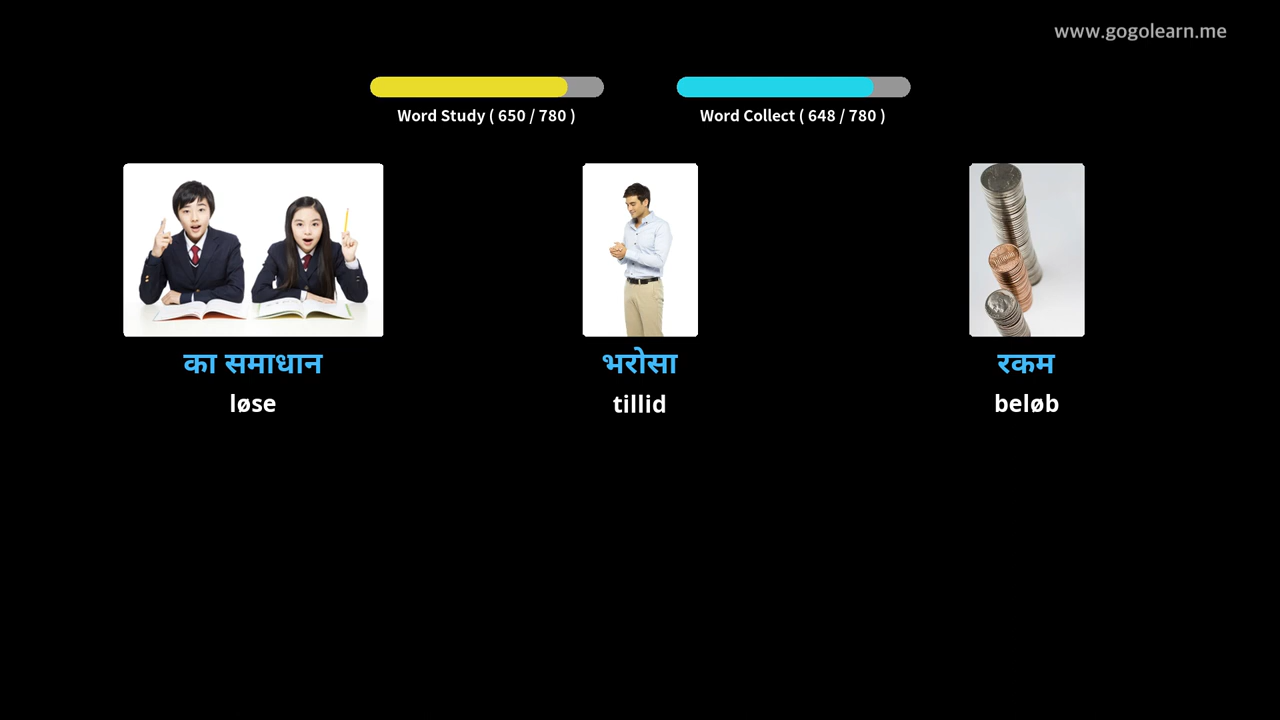 www.gogolearn.me
Word Study ( 650 / 780 )
Word Collect ( 648 / 780 )
का समाधान
løse
भरोसा
tillid
रकम
beløb